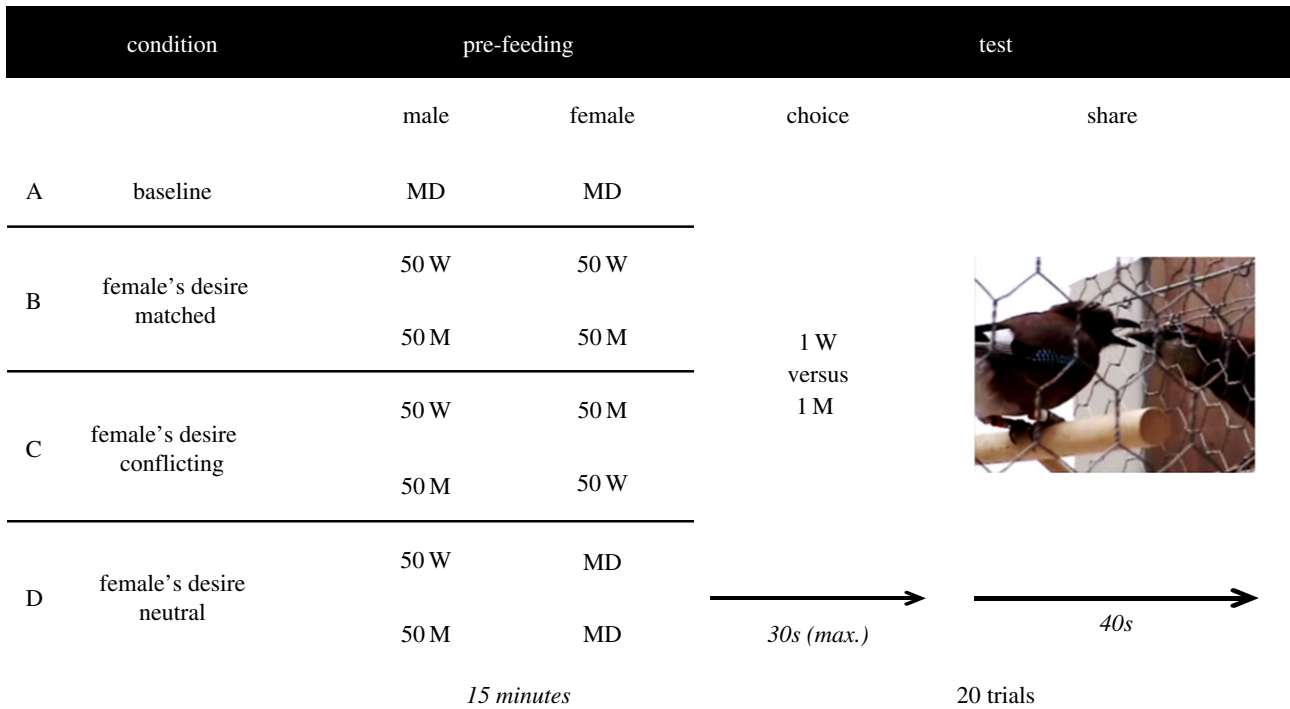 condition pre-feeding test
male female choice share
A baseline MD MD
B female's desire matched
50 W 50 W
50 M 50 M
C female's desire conflicting
50 W 50 M
50 M 50 W
1 W
versus
1 M
D female's desire neutral
50 W MD
50 M MD
30s (max.) 40s
15 minutes 20 trials